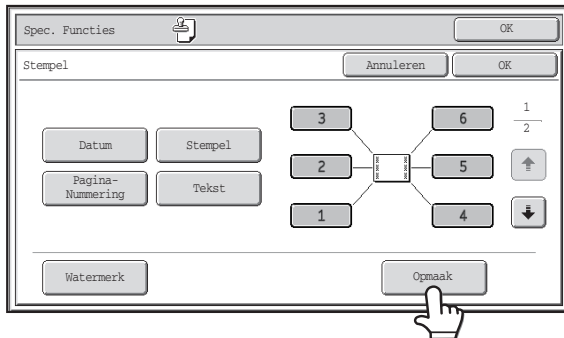 Spec. Functies
OK
Stempel
Annuleren
OK
3
6
1
2
Datum
Stempel
2
5
Pagina-
Nummering
Tekst
1
4
Watermerk
Opmaak